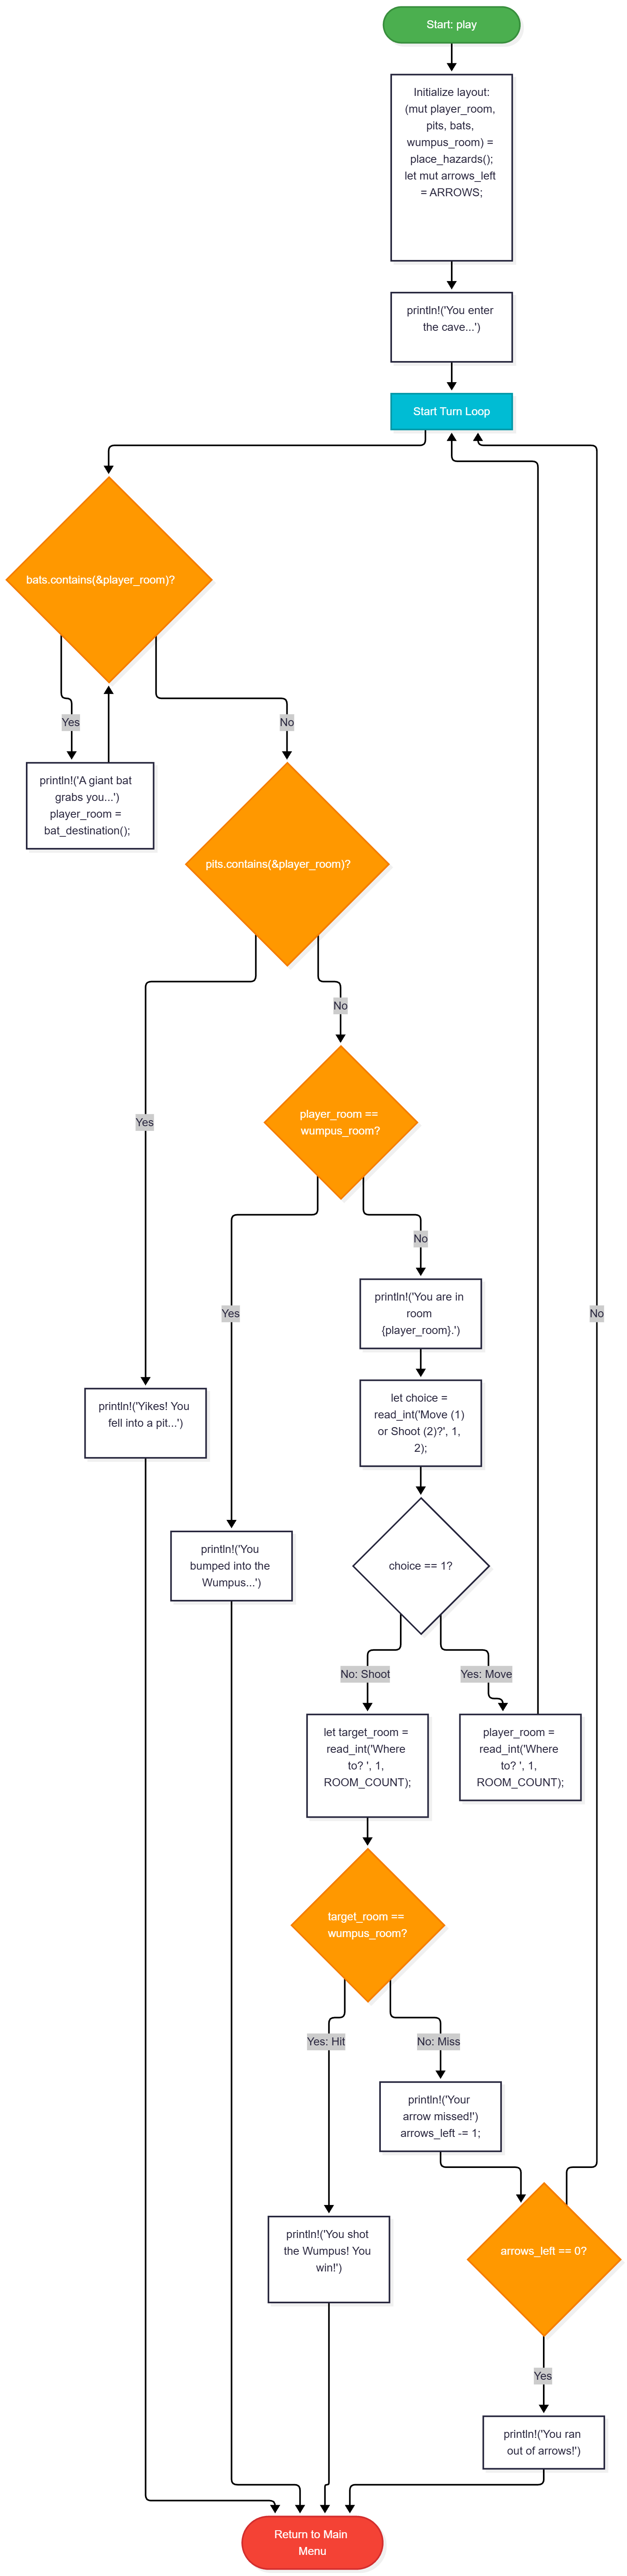 Start: play
Initialize layout:
(mut player_room,
pits, bats,
wumpus_room) =
place_hazards();
let mut arrows_left
= ARROWS;
println!('You enter
the cave...')
Start Turn Loop
bats.contains(&player_room)?
Yes
No
println!('A giant bat
grabs you...')
player_room =
bat_destination();
pits.contains(&player_room)?
No
Yes
player_room ==
wumpus_room?
No
Yes
No
println!('You are in
room
{player_room}.')
let choice =
read_int('Move (1)
or Shoot (2)?', 1,
2);
println!('Yikes! You
fell into a pit...')
println!('You
bumped into the
Wumpus...')
choice == 1?
No: Shoot
Yes: Move
let target_room =
read_int('Where
to? ', 1,
ROOM_COUNT);
player_room =
read_int('Where
to? ', 1,
ROOM_COUNT);
target_room ==
wumpus_room?
Yes: Hit
No: Miss
println!('Your
arrow missed!')
arrows_left -= 1;
println!('You shot
the Wumpus! You
win!')
arrows_left == 0?
Yes
println!('You ran
out of arrows!')
Return to Main
Menu